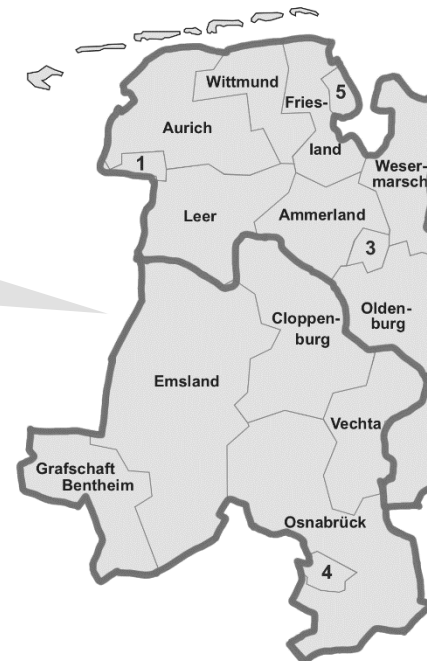 Wittmund
5
Fries-
Aurich
land
1
Weser-
marsch
Leer
Ammerland
3
Cloppen-
burg
Olden-
burg
Emsland
Vechta
Grafschaft
Bentheim
Osnabrück
4